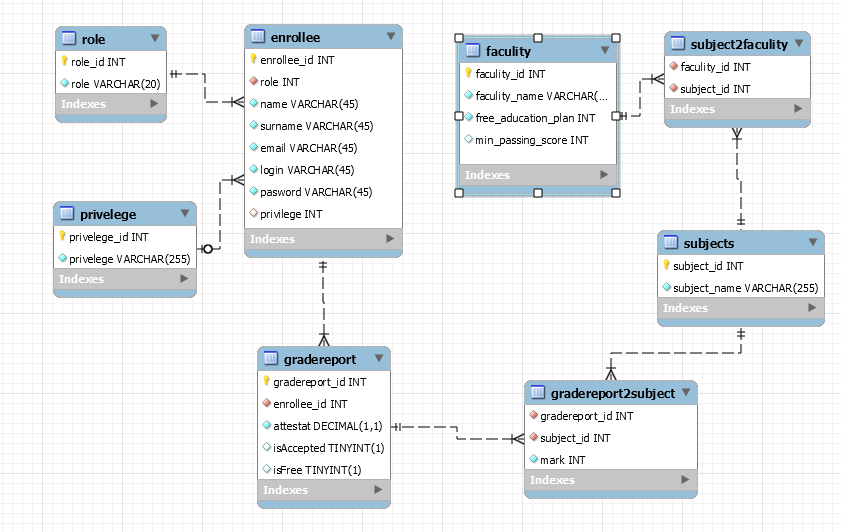 role
role_id INT
role VARCHAR(20)
Indexes
enrollee
enrollee_id INT
role INT
name VARCHAR(45)
surname VARCHAR(45)
email VARCHAR(45)
login VARCHAR(45)
pasword VARCHAR(45)
privilege INT
Indexes
faculity
faculity_id INT
faculity_name VARCHAR(...
free_aducation_plan INT
min_passing_score INT
Indexes
subject2faculity
faculity_id INT
subject_id INT
Indexes
privelege
privelege_id INT
privelege VARCHAR(255)
Indexes
subjects
subject_id INT
subject_name VARCHAR(255)
Indexes
gradereport
gradereport_id INT
enrollee_id INT
attestat DECIMAL(1,1)
isAccepted TINYINT(1)
isFree TINYINT(1)
Indexes
gradereport2subject
gradereport_id INT
subject_id INT
mark INT
Indexes